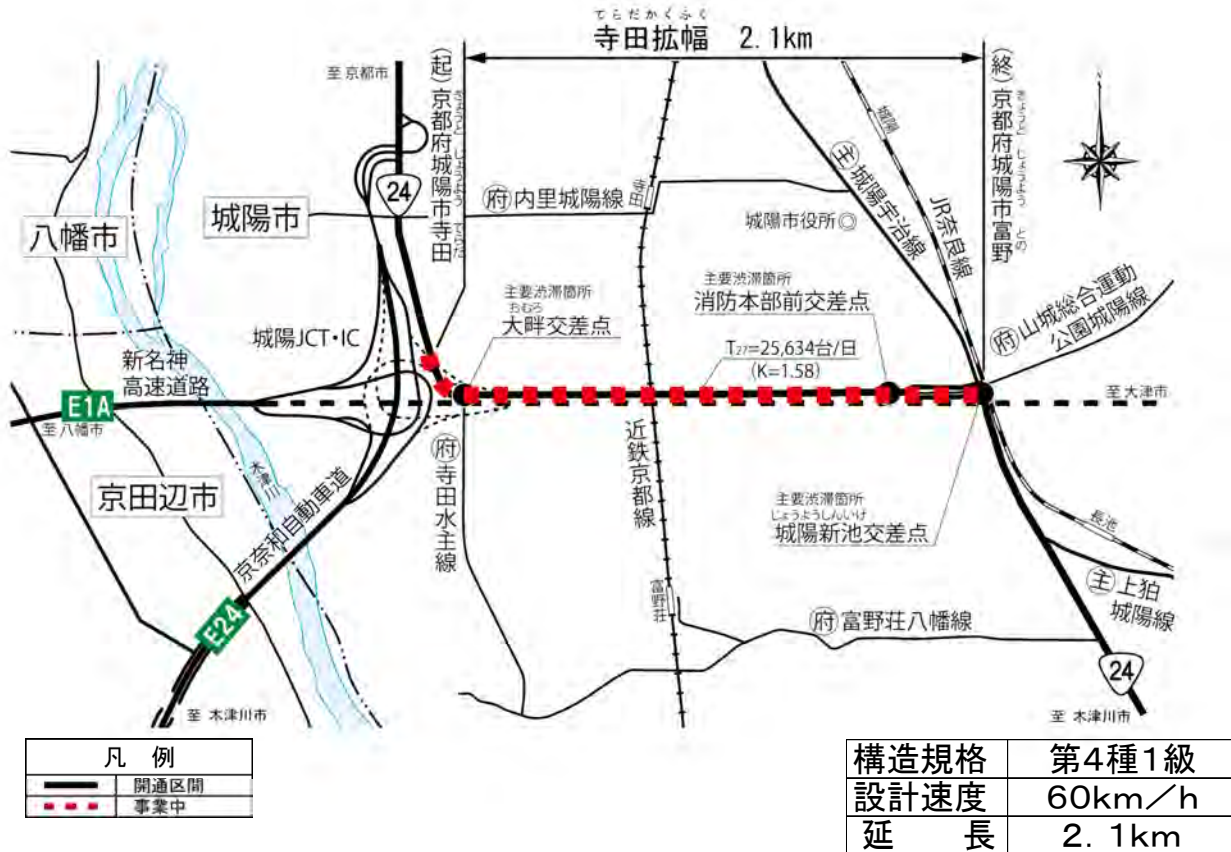 てらだかくふく
寺田拡幅 2.1km
至 京都市
(起)京都府城陽市寺田
きょうと じょうよう てらだ
(終)京都府城陽市富野
きょうと じょうよう との
城陽
N
24
㊤内里城陽線
寺田
主 城陽宇治線
JR奈良線
城陽市
八幡市
城陽市役所◎
主要渋滞箇所
おむろ
大畔交差点
主要渋滞箇所
消防本部前交差点
府 山城総合運動
公園城陽線
城陽JCT・IC
新名神
高速道路
T27=25,634台/日
(K=1.58)
E1A
至 八幡市
至 大津市
京田辺市
木津川
京奈和自動車道
府 寺田水主線
近鉄京都線
主要渋滞箇所
じょうようしんいけ
城陽新池交差点
長池
E24
富野荘
府 富野荘八幡線
主 上狛
城陽線
24
至 木津川市
至 木津川市
凡 例
開通区間
事業中
構造規格 第4種1級
設計速度 60km/h
延 長 2.1km